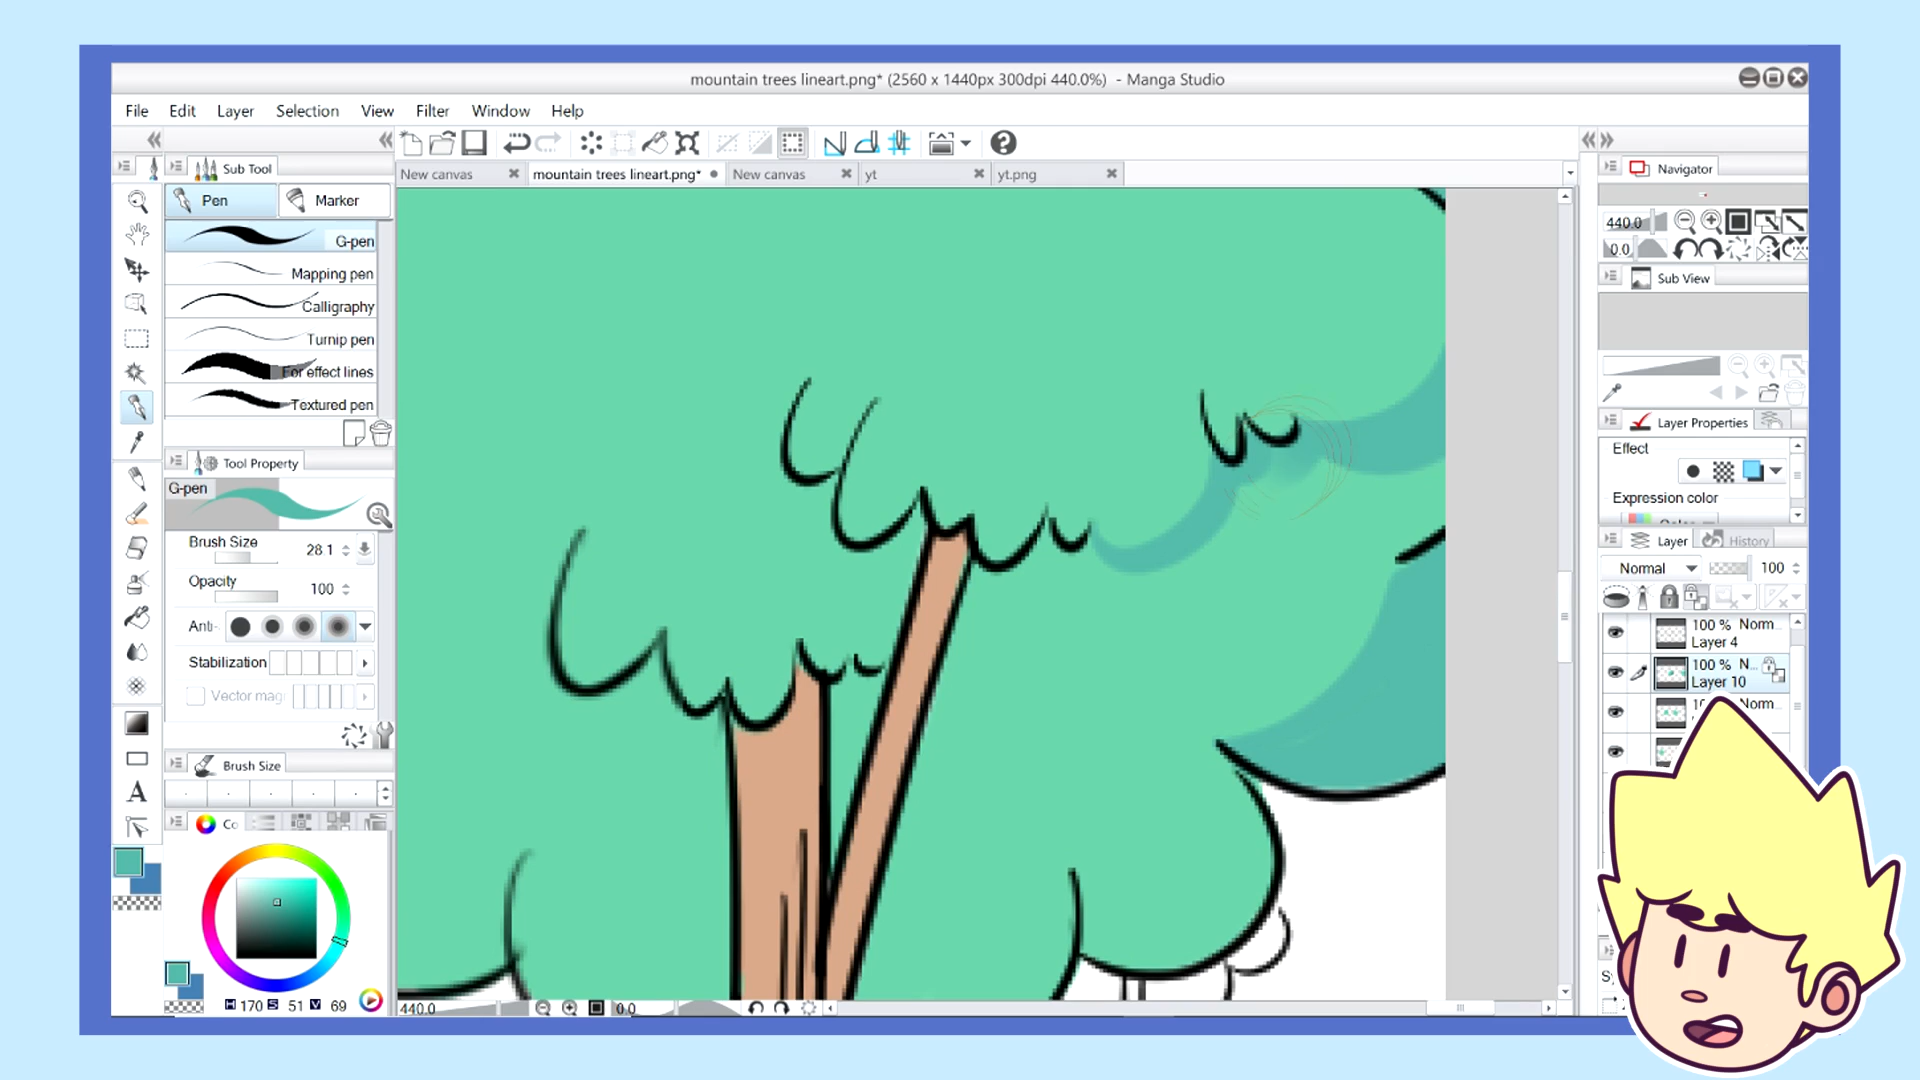 mountain trees lineart.png* (2560 x 1440px 300dpi 440.0%) - Manga Studio
File Edit Layer Selection View Filter Window Help
Sub Tool
New canvas
mountain trees lineart.png*
New canvas
yt
yt.png
Navigator
Pen
Marker
G-pen
Mapping pen
Calligraphy
Turnip pen
For effect lines
Textured pen
440.0
0.0
Sub View
Tool Property
G-pen
Brush Size 28.1
Opacity 100
Anti-
Stabilization
Vector mag
Brush Size
Co
H 170 S 51 V 69
440.0
0.0
Layer Properties
Effect
Expression color
Layer
History
Normal 100
100 % Norm
Layer 4
100 % N...
Layer 10
Norm
A